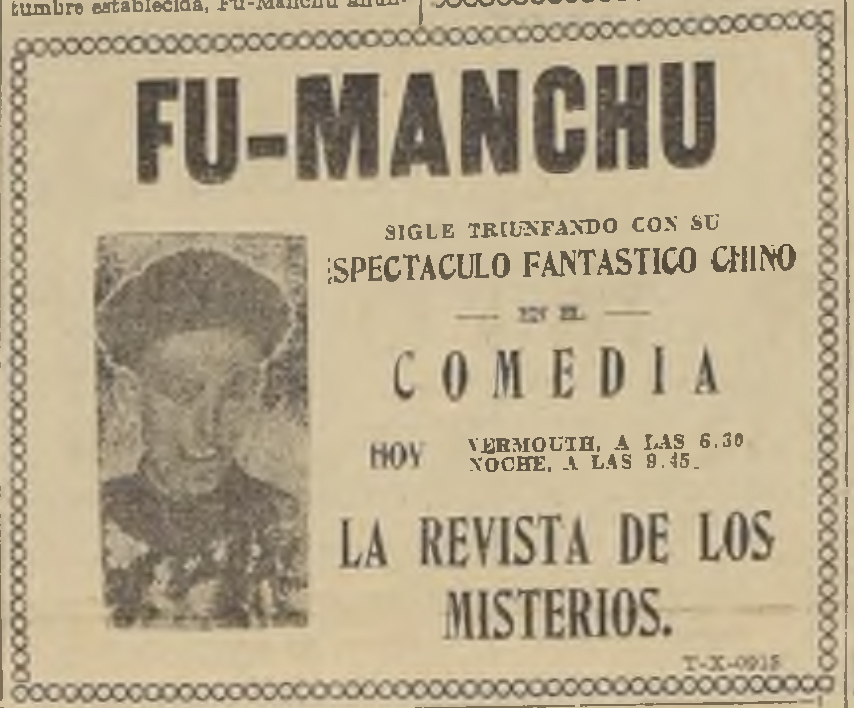 tumbre establecida, Fu-Manchu anun-
FU-MANCHU
SIGLE TRIUNFANDO CON SU
ESPECTACULO FANTASTICO CHINO
EN EL
COMEDIA
HOY
VERMOUTH, A LAS 6.30
NOCHE, A LAS 9.45.
LA REVISTA DE LOS
MISTERIOS.
T-X-0915